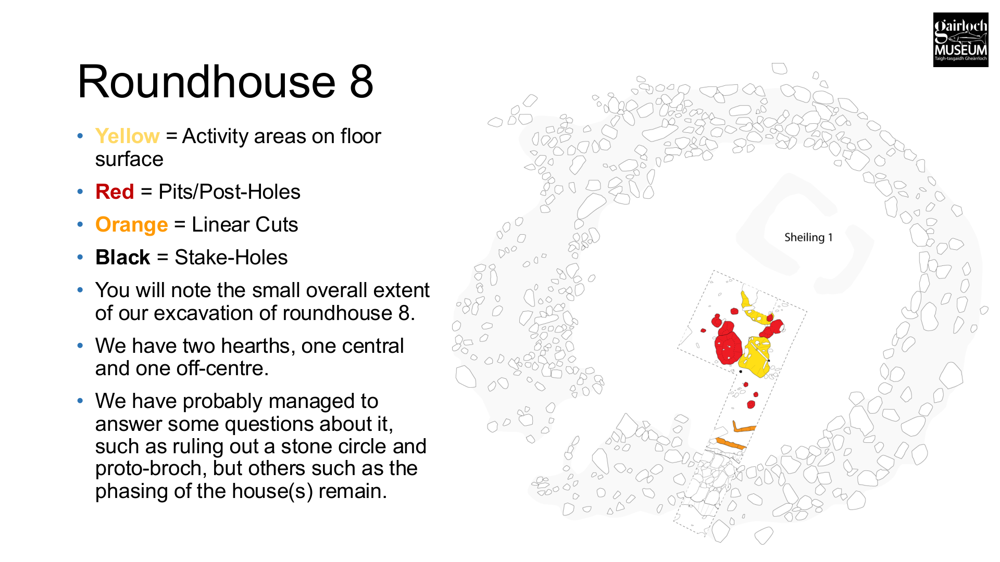 gairloch
MUSEUM
Taigh-tasgaidh Gheàrrloch
Roundhouse 8
• Yellow = Activity areas on floor
surface
• Red = Pits/Post-Holes
• Orange = Linear Cuts
• Black = Stake-Holes
• You will note the small overall extent
of our excavation of roundhouse 8.
• We have two hearths, one central
and one off-centre.
• We have probably managed to
answer some questions about it,
such as ruling out a stone circle and
proto-broch, but others such as the
phasing of the house(s) remain.
Sheiling 1